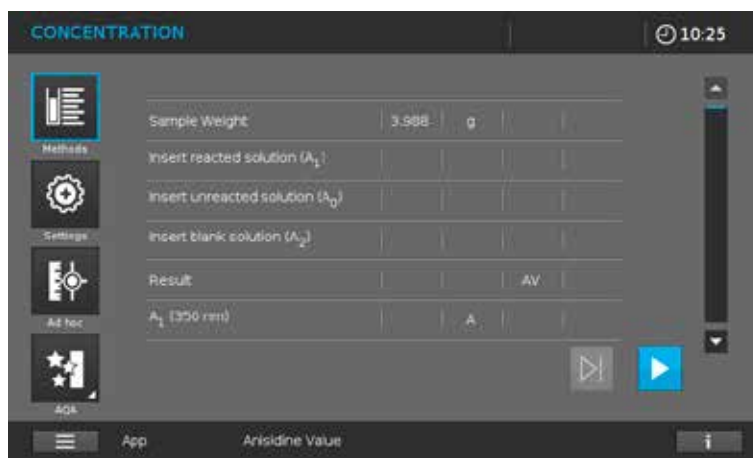 CONCENTRATION 10:25
Methods
Settings
Ad hoc
AQA
Sample Weight 3.988 g
Insert reacted solution (A₁)
Insert unreacted solution (A₀)
Insert blank solution (A₂)
Result AV
A₁ (350 nm) A
App Anisidine Value i